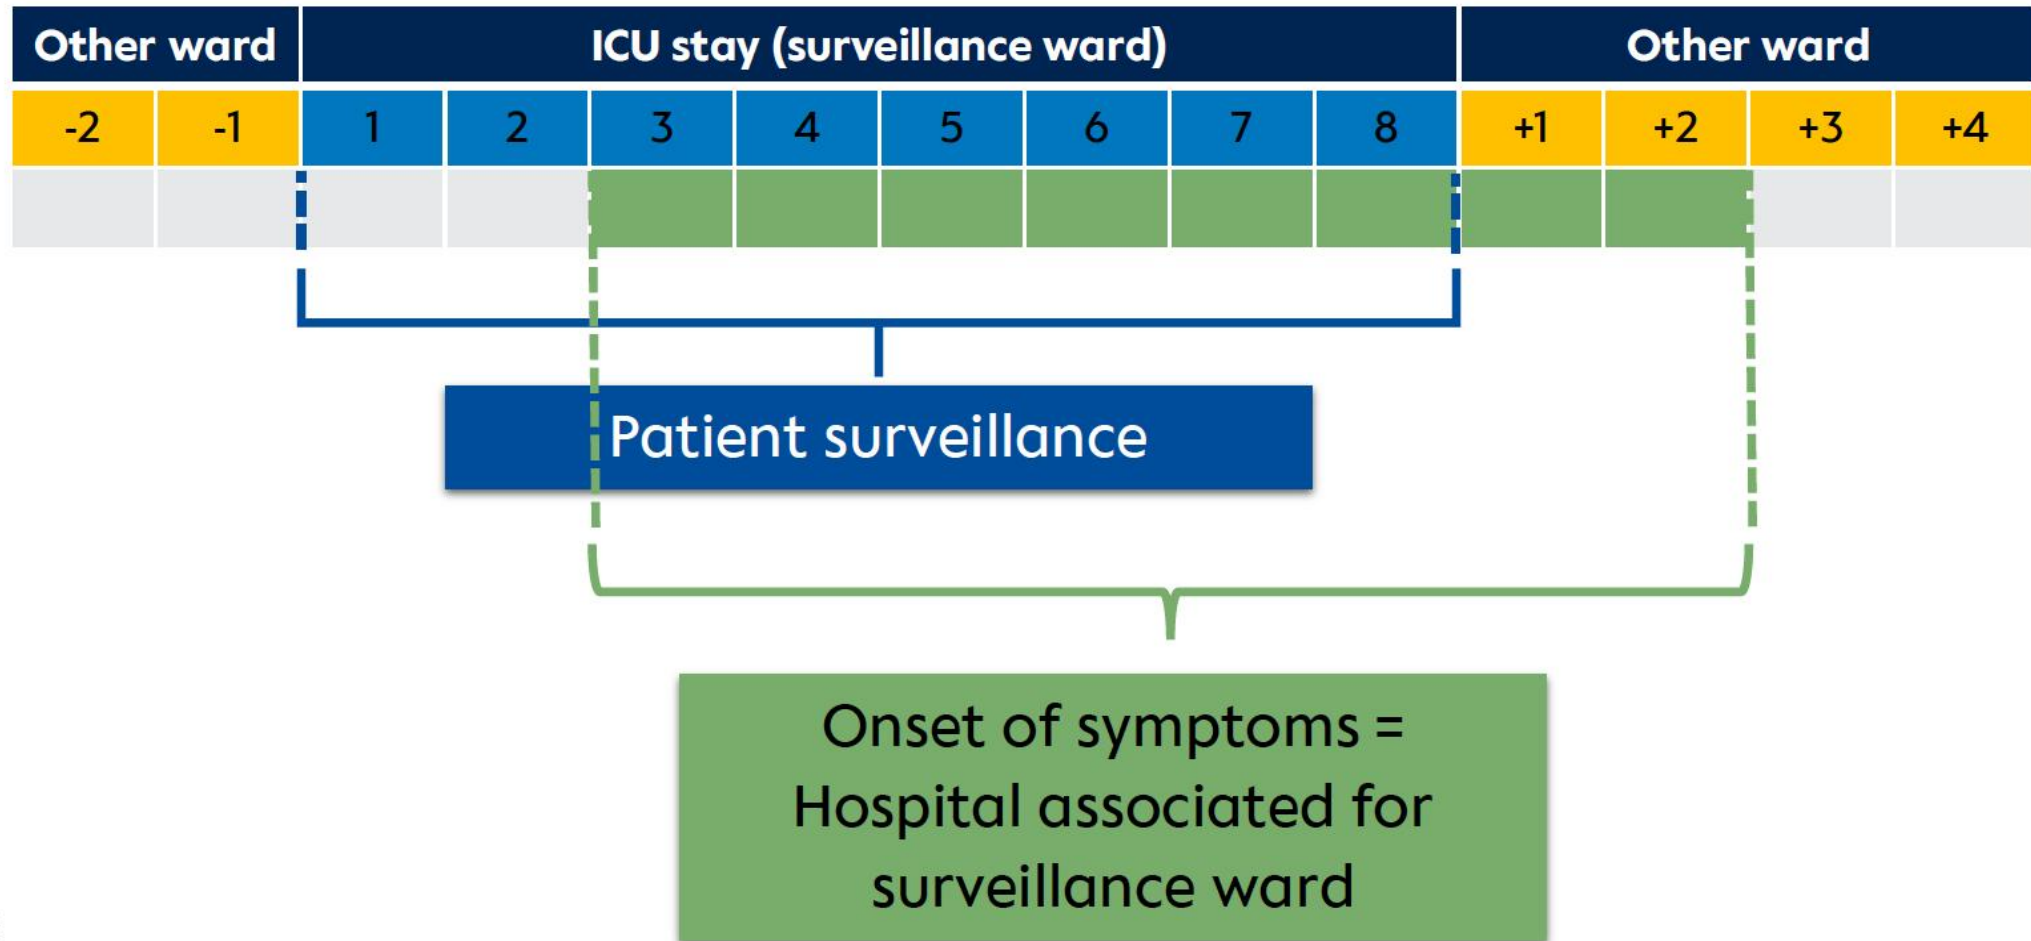 Other ward ICU stay (surveillance ward) Other ward
-2 -1 1 2 3 4 5 6 7 8 +1 +2 +3 +4
Patient surveillance
Onset of symptoms =
Hospital associated for
surveillance ward